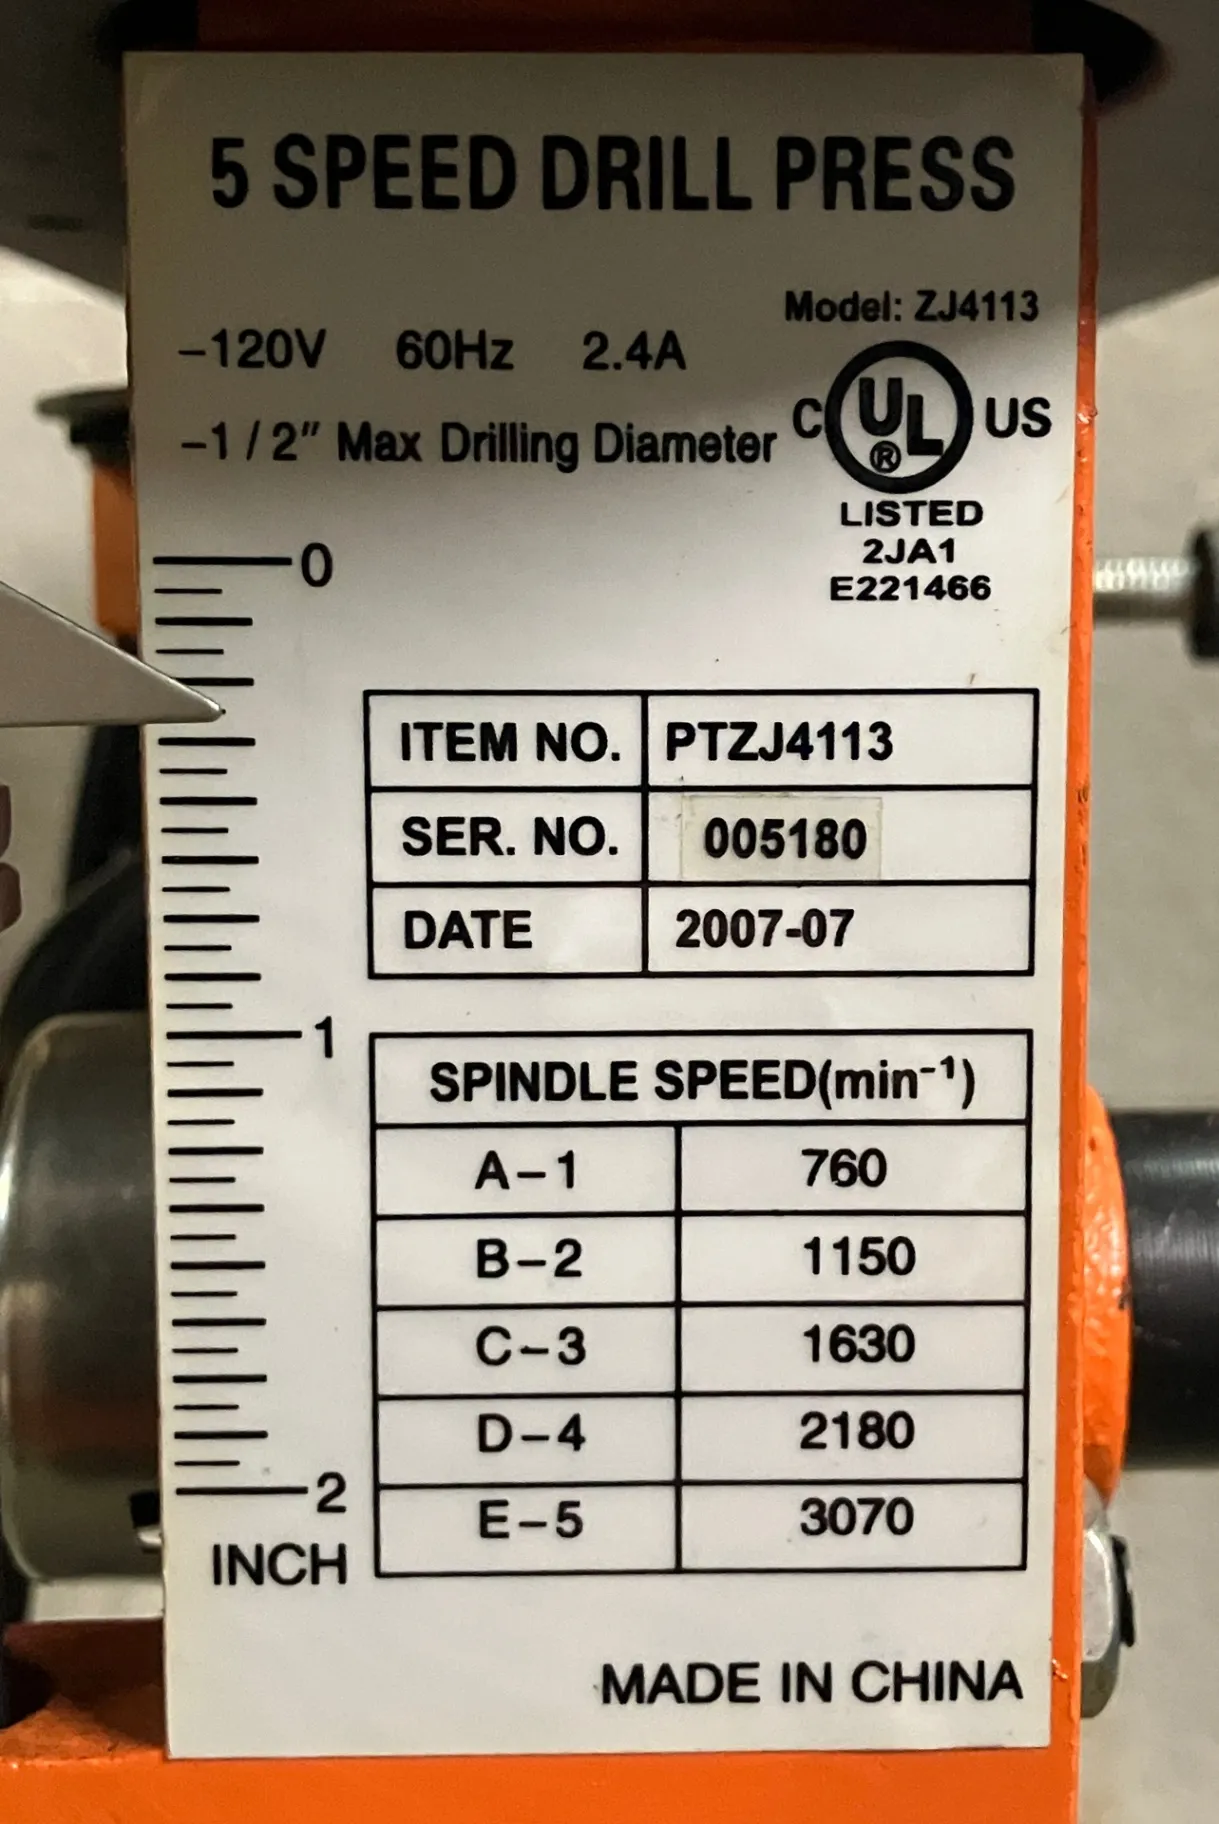 5 SPEED DRILL PRESS
Model: ZJ4113
–120V 60Hz 2.4A
–1/2" Max Drilling Diameter
C UL ® US
LISTED
2JA1
E221466
0
ITEM NO. PTZJ4113
SER. NO. 005180
DATE 2007-07
1
SPINDLE SPEED(min⁻¹)
A–1 760
B–2 1150
C–3 1630
D–4 2180
E–5 3070
2
INCH
MADE IN CHINA